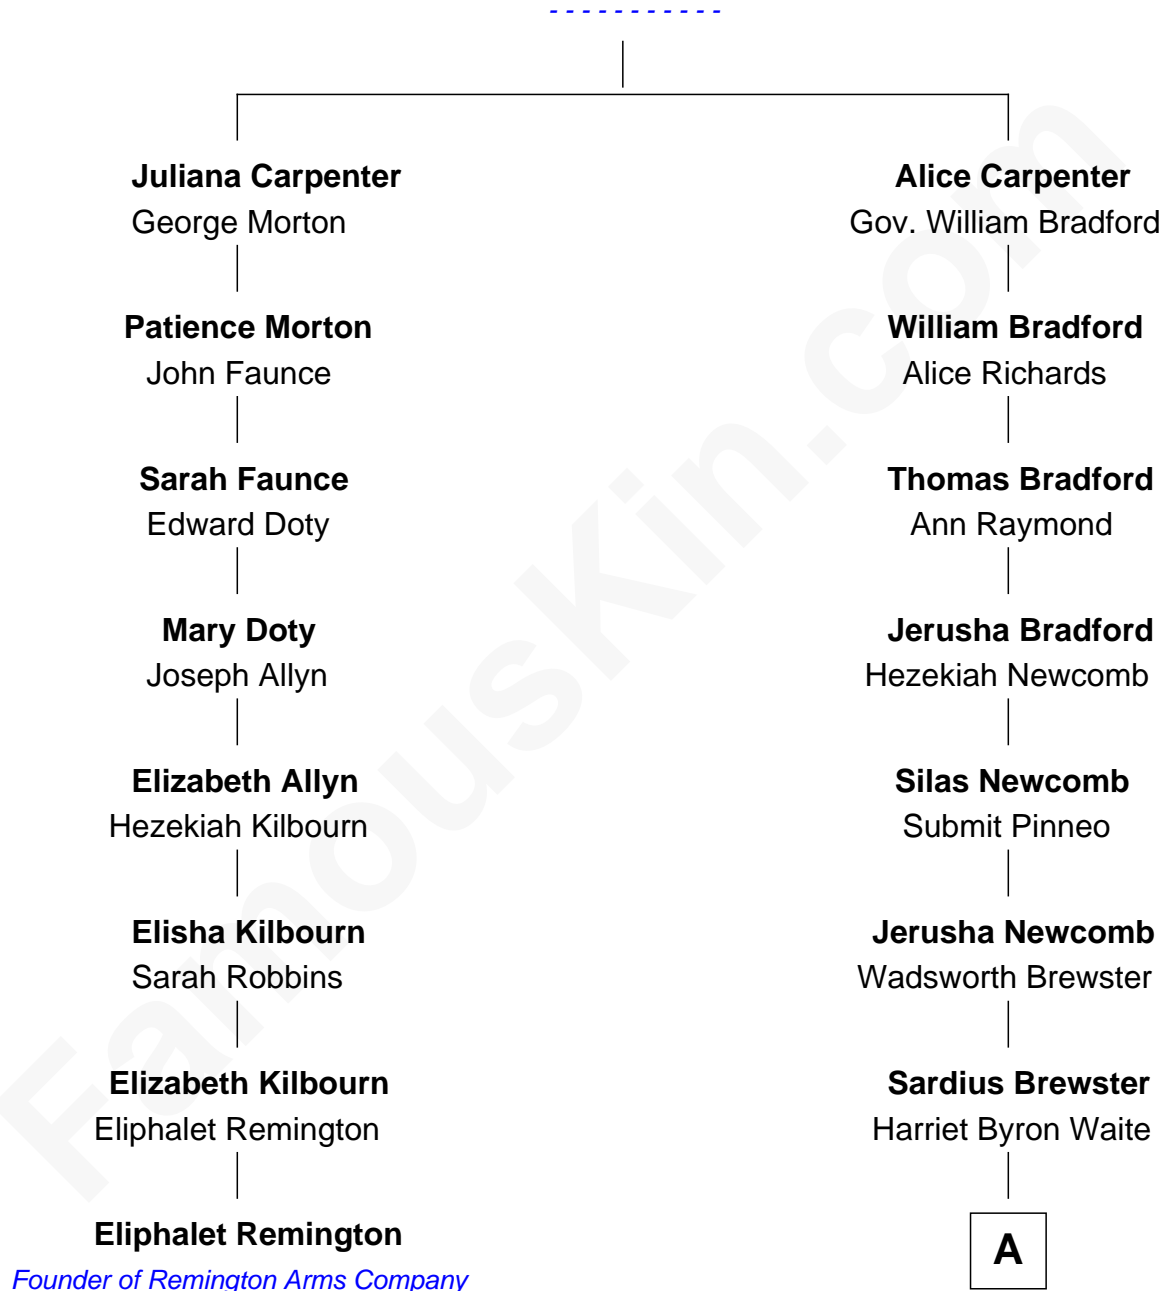 - - - - - - - - - - -
Juliana Carpenter
George Morton
Alice Carpenter
Gov. William Bradford
Patience Morton
John Faunce
William Bradford
Alice Richards
Sarah Faunce
Edward Doty
Thomas Bradford
Ann Raymond
Mary Doty
Joseph Allyn
Jerusha Bradford
Hezekiah Newcomb
Elizabeth Allyn
Hezekiah Kilbourn
Silas Newcomb
Submit Pinneo
Elisha Kilbourn
Sarah Robbins
Jerusha Newcomb
Wadsworth Brewster
Elizabeth Kilbourn
Eliphalet Remington
Sardius Brewster
Harriet Byron Waite
Eliphalet Remington
Founder of Remington Arms Company
A
FamousKin.com